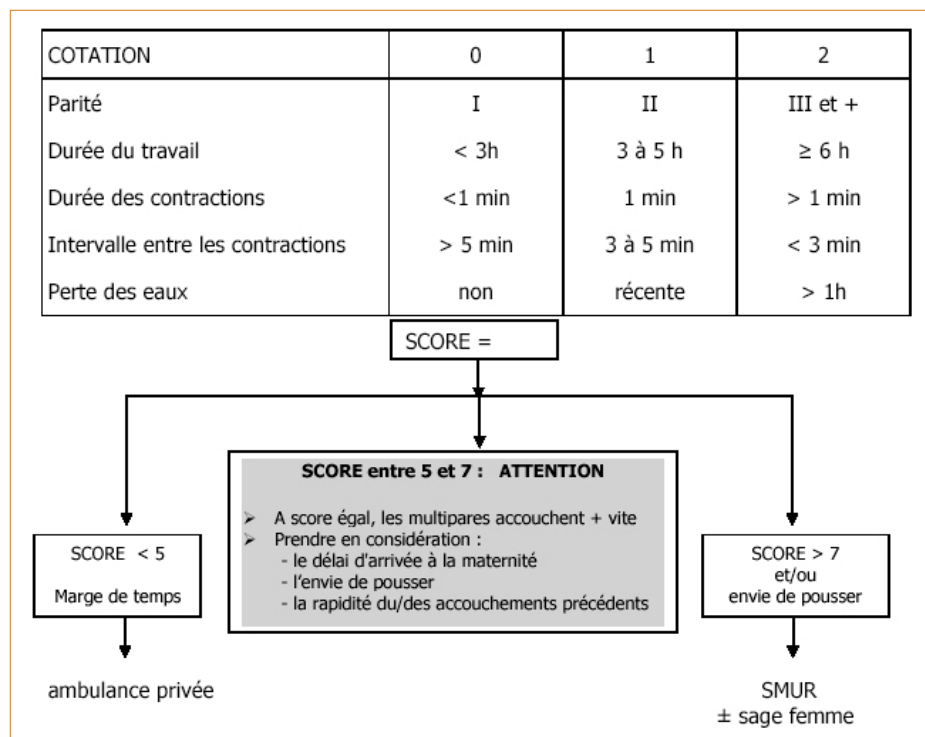 COTATION 0 1 2
Parité I II III et +
Durée du travail < 3h 3 à 5 h ≥ 6 h
Durée des contractions <1 min 1 min > 1 min
Intervalle entre les contractions > 5 min 3 à 5 min < 3 min
Perte des eaux non récente > 1h
SCORE =
SCORE entre 5 et 7 : ATTENTION
➢ A score égal, les multipares accouchent + vite
➢ Prendre en considération :
- le délai d'arrivée à la maternité
- l'envie de pousser
- la rapidité du/des accouchements précédents
SCORE < 5
Marge de temps
SCORE > 7
et/ou
envie de pousser
ambulance privée
SMUR
± sage femme